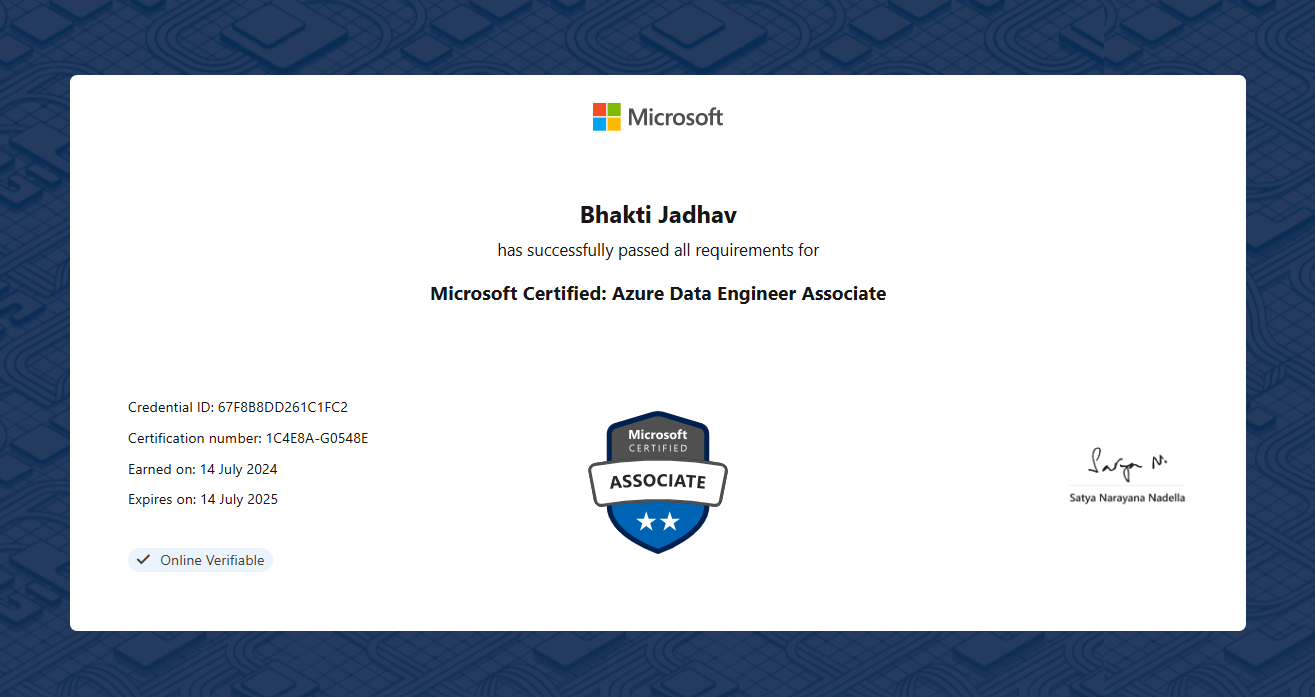 Microsoft
Bhakti Jadhav
has successfully passed all requirements for
Microsoft Certified: Azure Data Engineer Associate
Credential ID: 67F8B8DD261C1FC2
Certification number: 1C4E8A-G0548E
Earned on: 14 July 2024
Expires on: 14 July 2025
Online Verifiable
Microsoft
CERTIFIED
ASSOCIATE
Satya N.
Satya Narayana Nadella